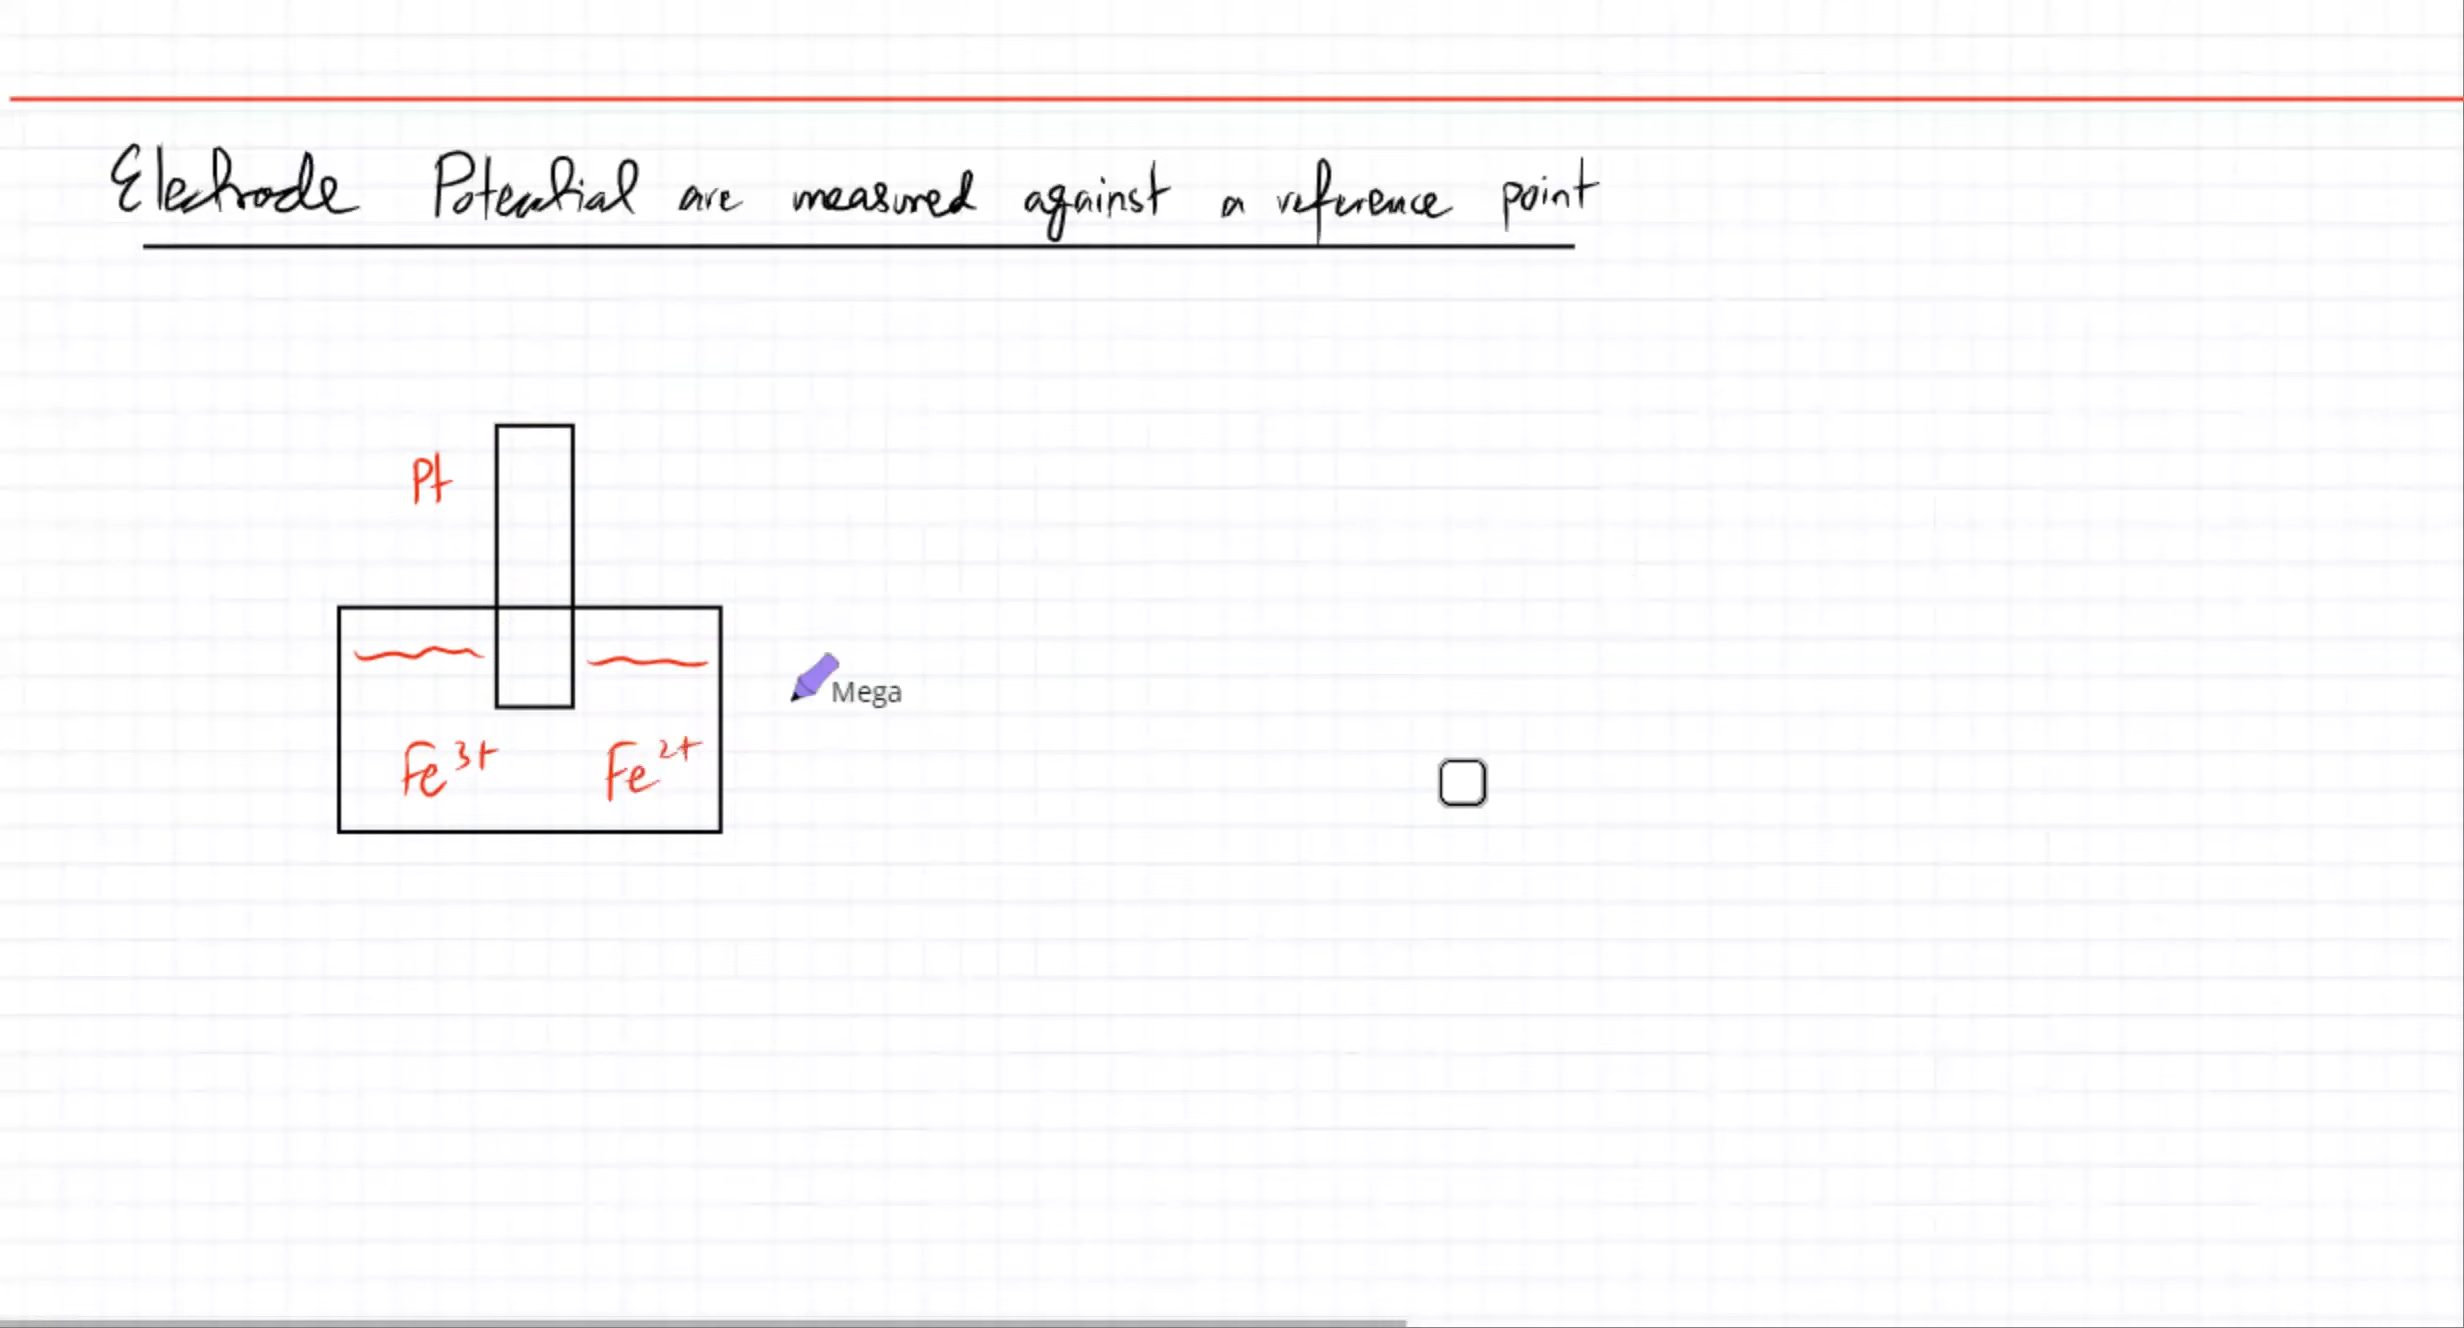 Electrode Potential are measured against a reference point
Pt
Mega
Fe³⁺ Fe²⁺